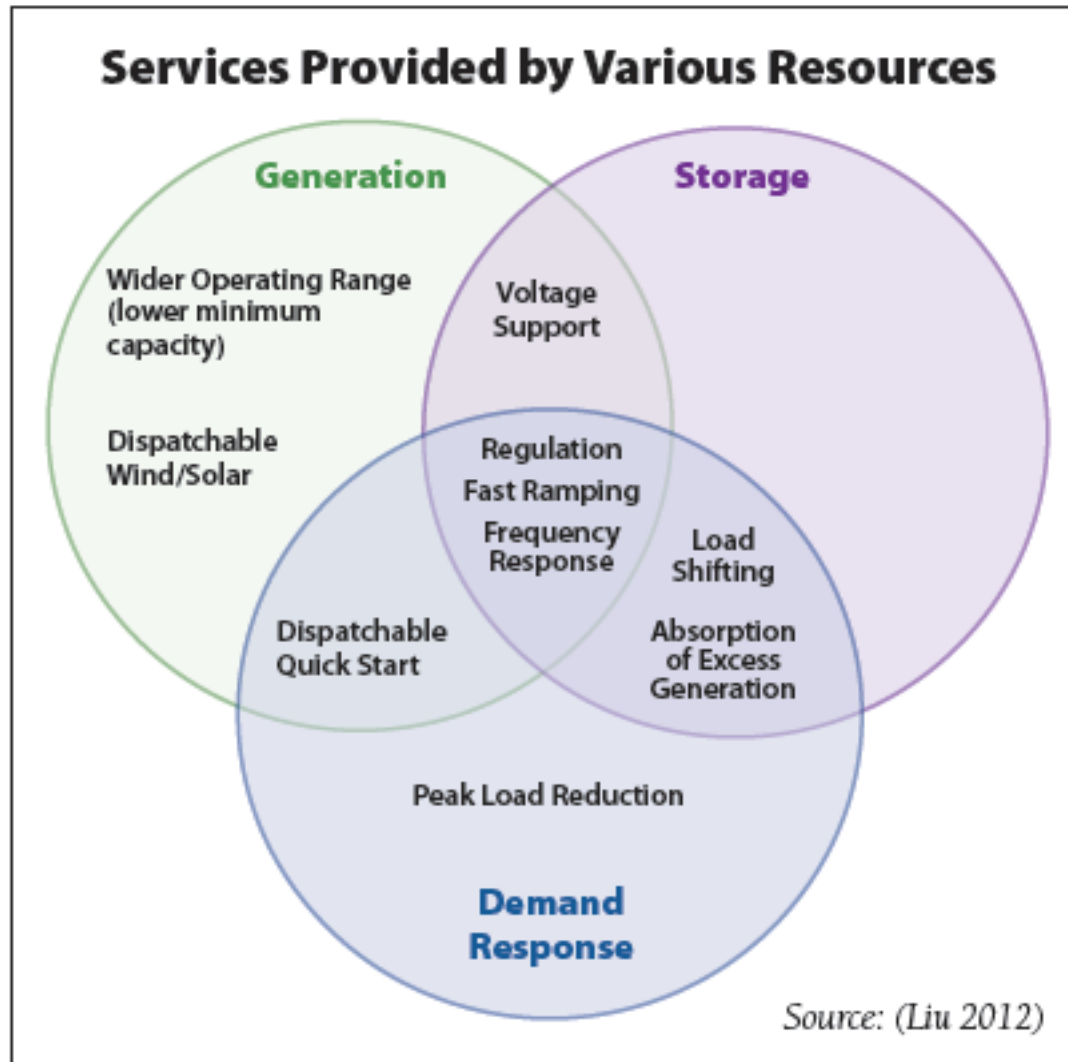 Services Provided by Various Resources
Generation
Storage
Wider Operating Range
(lower minimum
capacity)
Voltage
Support
Dispatchable
Wind/Solar
Regulation
Fast Ramping
Frequency
Response
Load
Shifting
Dispatchable
Quick Start
Absorption
of Excess
Generation
Peak Load Reduction
Demand
Response
Source: (Liu 2012)